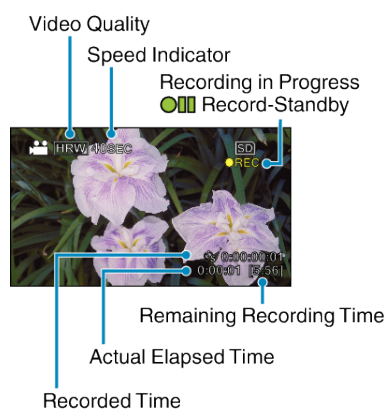 Video Quality
Speed Indicator
Recording in Progress
Record-Standby
HRW 10SEC
SD
REC
0:00:00:01
0:00:01 [5:56]
Remaining Recording Time
Actual Elapsed Time
Recorded Time